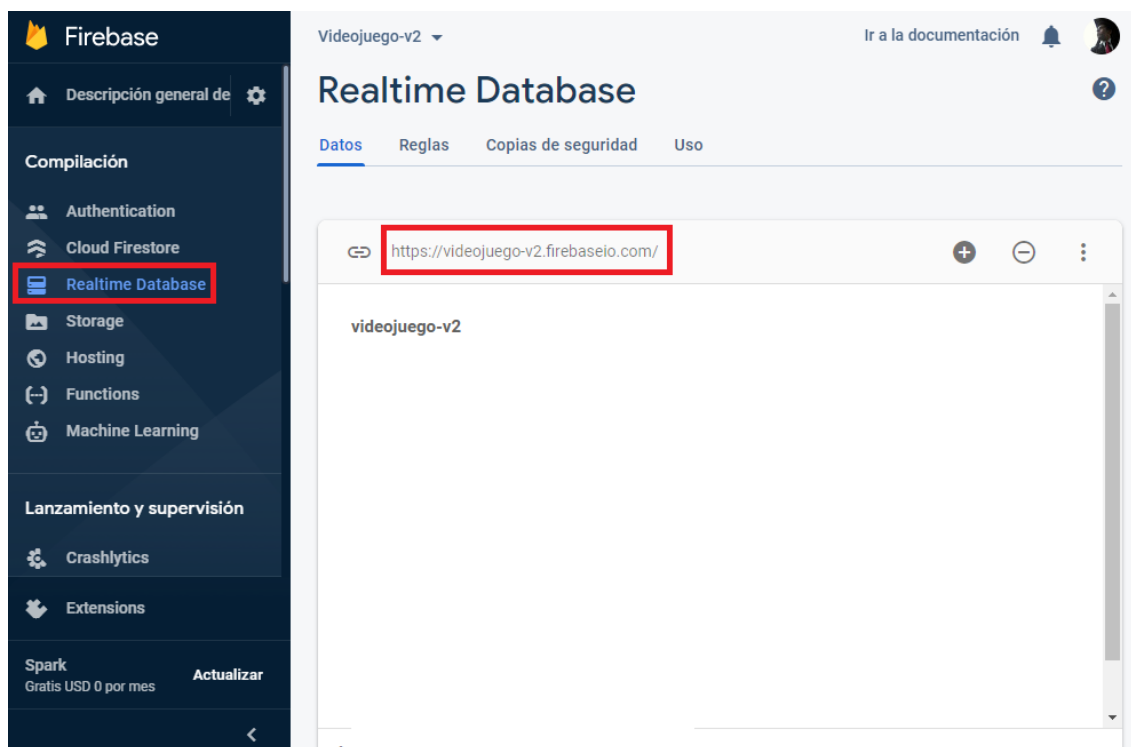 Firebase
Videojuego-v2
Ir a la documentación
Descripción general de
Realtime Database
Datos Reglas Copias de seguridad Uso
Compilación
Authentication
Cloud Firestore
Realtime Database
Storage
Hosting
Functions
Machine Learning
https://videojuego-v2.firebaseio.com/
videojuego-v2
Lanzamiento y supervisión
Crashlytics
Extensions
Spark
Gratis USD 0 por mes
Actualizar